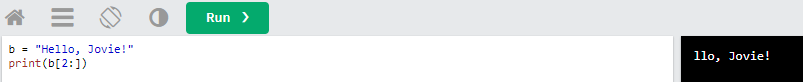 Run ❯
b = "Hello, Jovie!"
print(b[2:])
llo, Jovie!